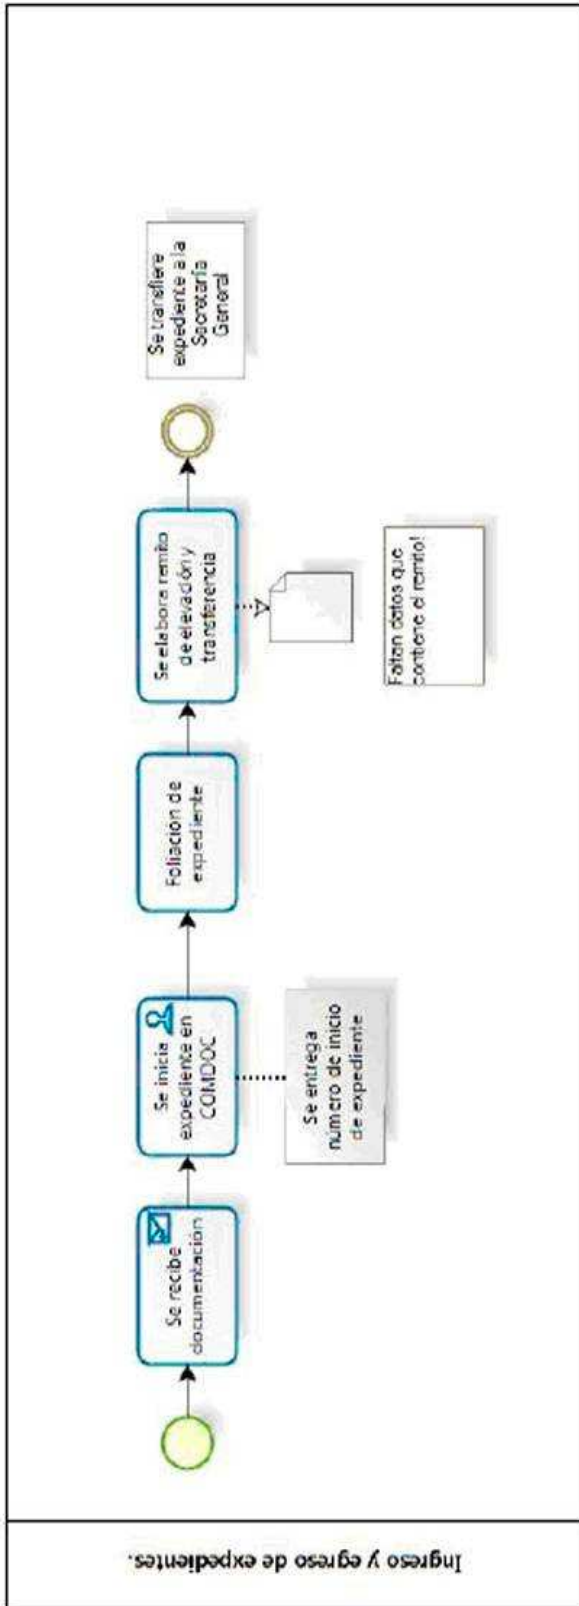 Ingreso y egreso de expedientes.
Se recibe
documentación
Se inicia
expediente en
COMDOC
Se entrega
número de inicio
de expediente
Foliación de
expediente
Se elabora remito
de elevación y
transferencia
Faltan datos que
contiene el remito!
Se transfiere
expediente a la
Secretaría
General